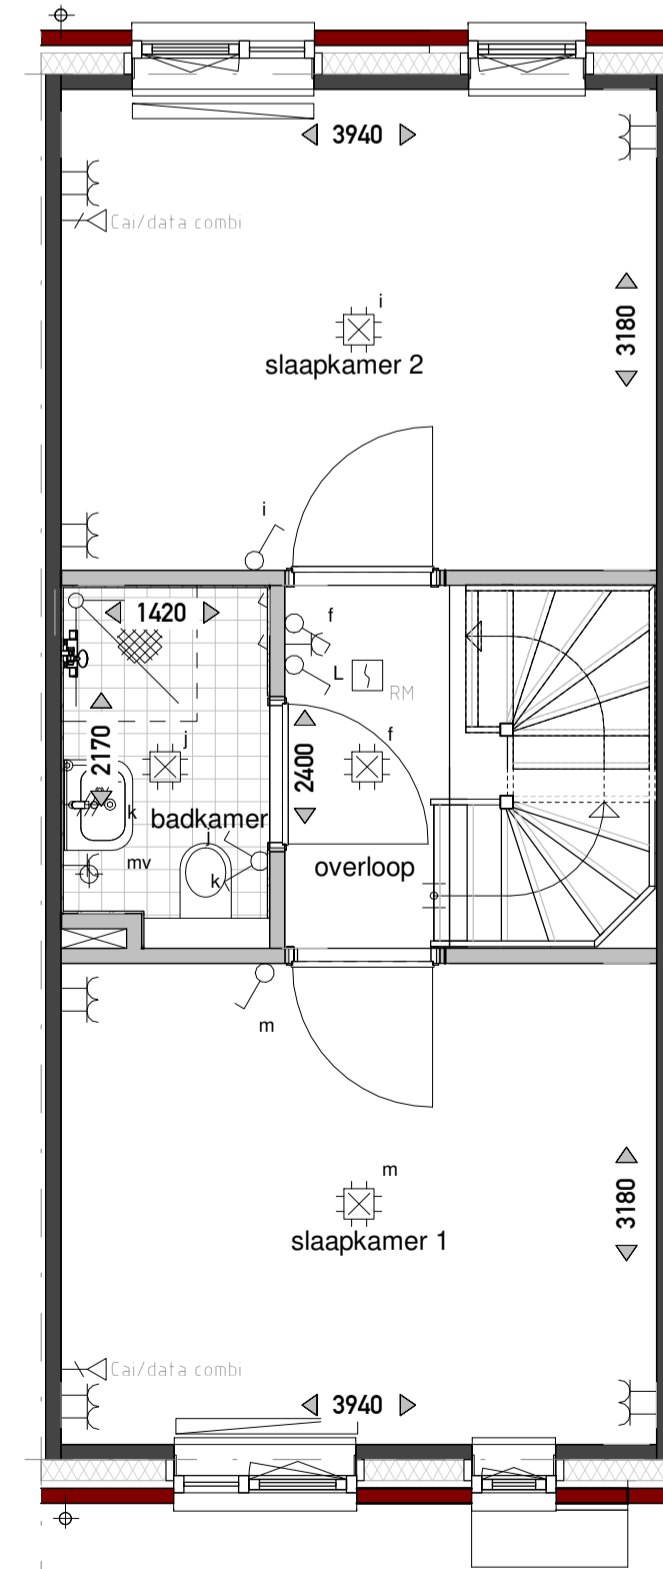 3940
Cai/data combi
3180
i
slaapkamer 2
i
1420
f
L
RM
2170
j
2400
f
k
badkamer
j
mv
k
overloop
m
m
3180
slaapkamer 1
Cai/data combi
3940